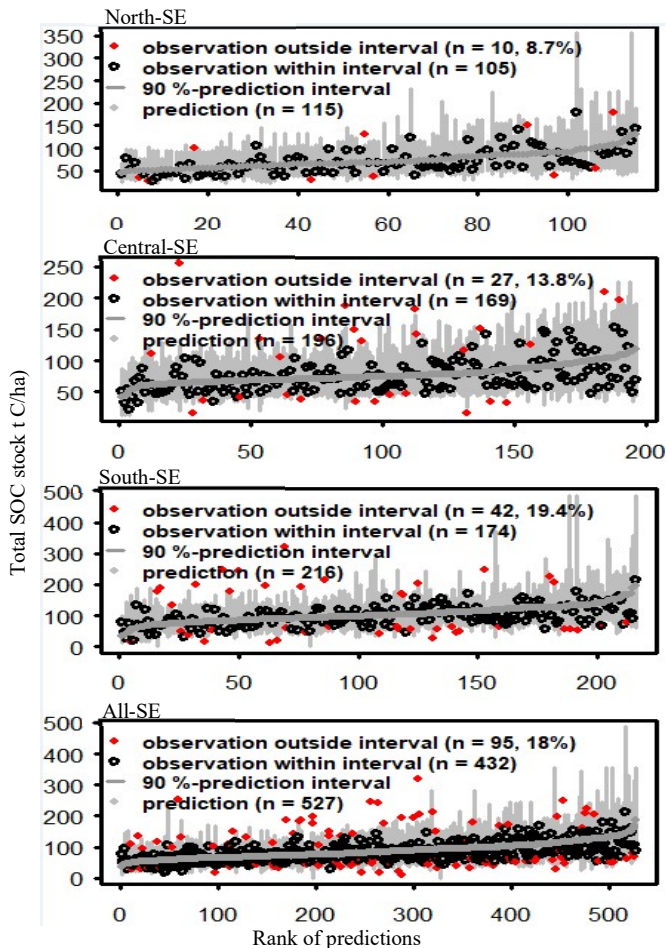 North-SE
350
300
250
200
150
100
50
observation outside interval (n = 10, 8.7%)
observation within interval (n = 105)
90 %-prediction interval
prediction (n = 115)
0 20 40 60 80 100
Central-SE
250
200
150
100
50
observation outside interval (n = 27, 13.8%)
observation within interval (n = 169)
90 %-prediction interval
prediction (n = 196)
0 50 100 150 200
South-SE
500
400
300
200
100
0
observation outside interval (n = 42, 19.4%)
observation within interval (n = 174)
90 %-prediction interval
prediction (n = 216)
0 50 100 150 200
All-SE
500
400
300
200
100
0
observation outside interval (n = 95, 18%)
observation within interval (n = 432)
90 %-prediction interval
prediction (n = 527)
0 100 200 300 400 500
Total SOC stock t C/ha
Rank of predictions